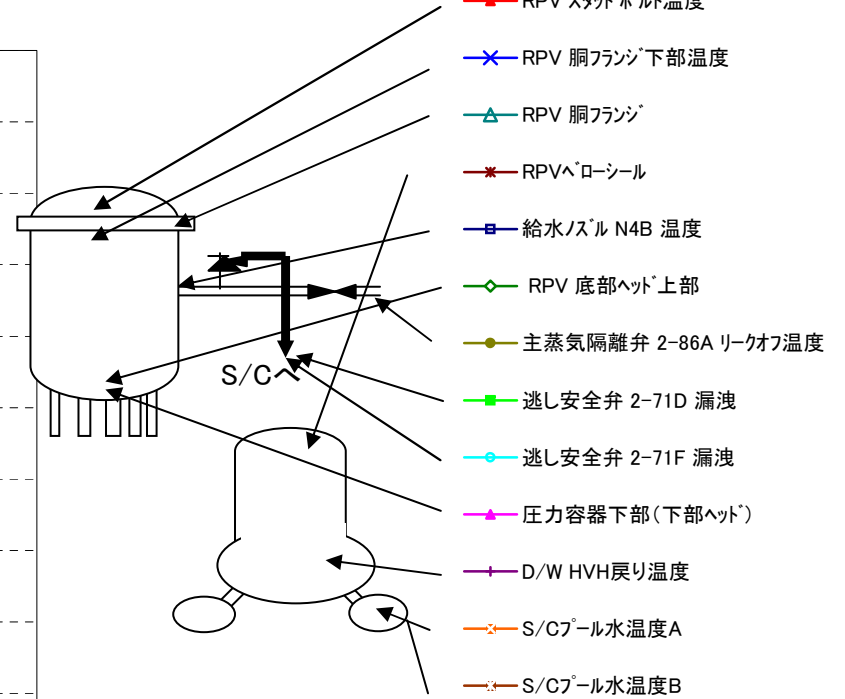 RPV スタッドボルト温度
RPV 胴フランジ下部温度
RPV 胴フランジ
RPVベローシール
給水ノズル N4B 温度
RPV 底部ヘッド上部
主蒸気隔離弁 2-86A リークオフ温度
S/Cへ
逃し安全弁 2-71D 漏洩
逃し安全弁 2-71F 漏洩
圧力容器下部(下部ヘッド)
D/W HVH戻り温度
S/Cプール水温度A
S/Cプール水温度B